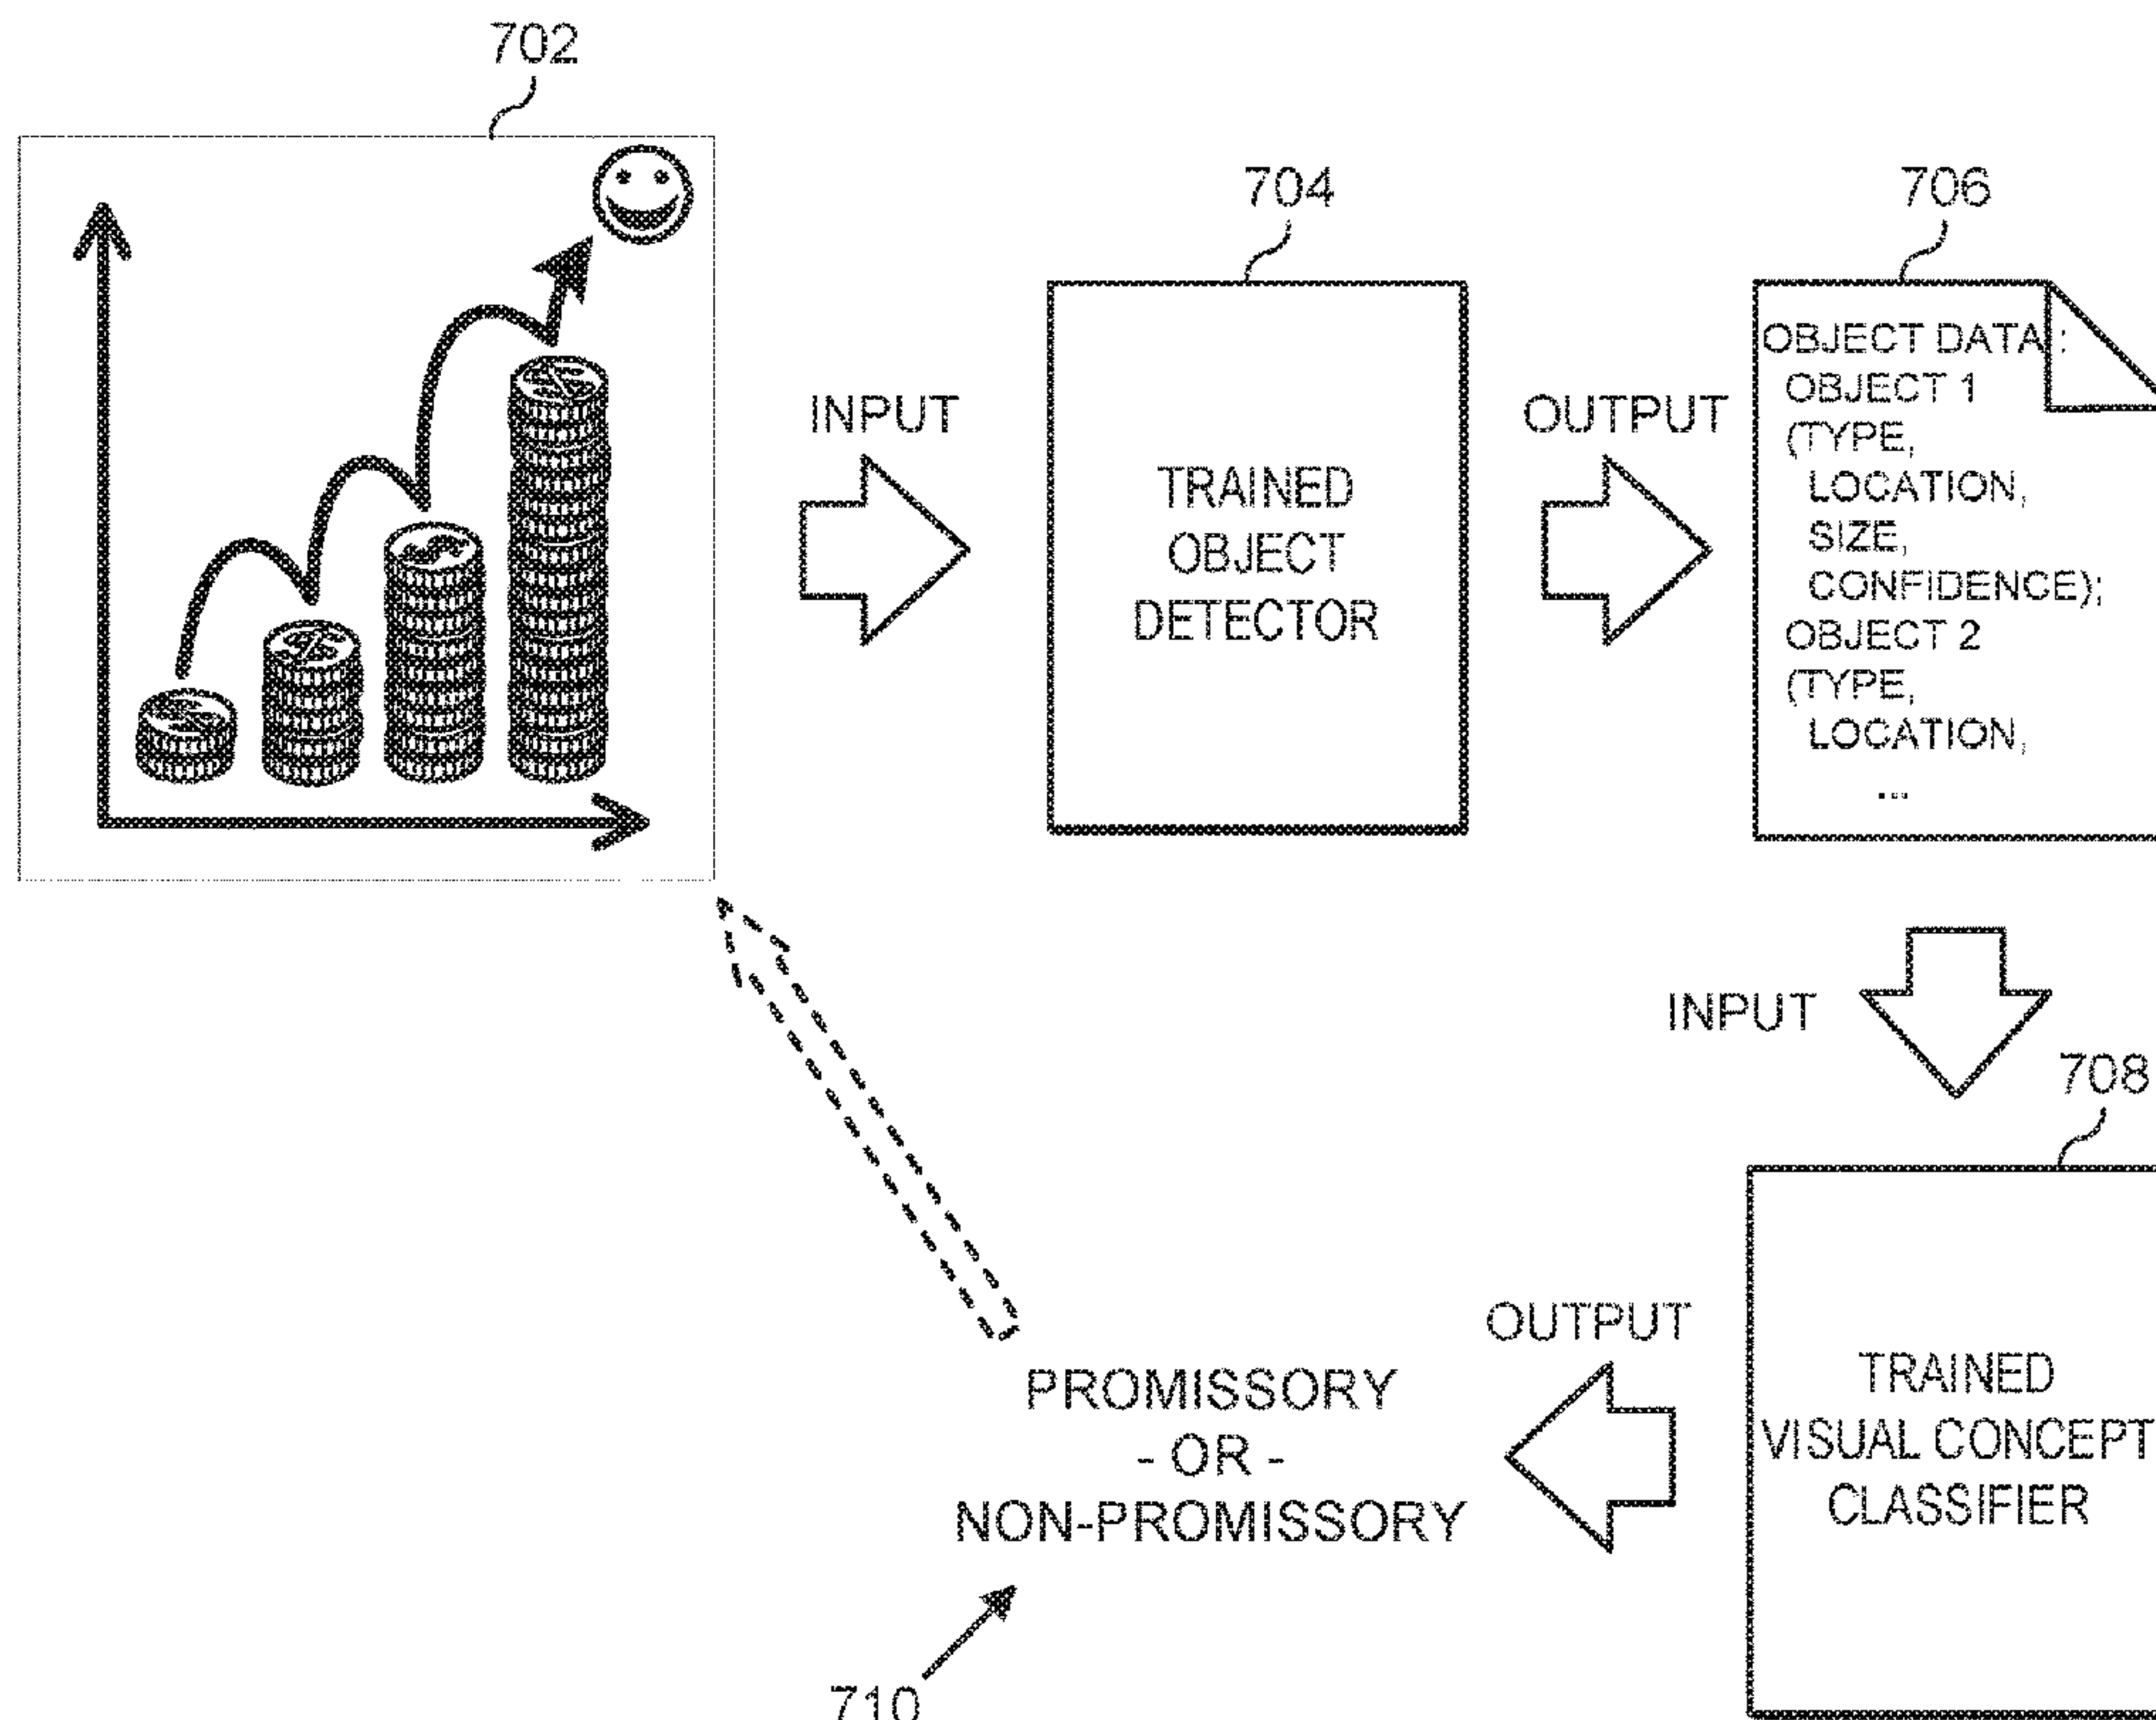 702
704
706
INPUT
TRAINED
OBJECT
DETECTOR
OUTPUT
OBJECT DATA :
OBJECT 1
(TYPE,
LOCATION,
SIZE,
CONFIDENCE);
OBJECT 2
(TYPE,
LOCATION,
...
INPUT
708
TRAINED
VISUAL CONCEPT
CLASSIFIER
OUTPUT
PROMISSORY
- OR -
NON-PROMISSORY
710